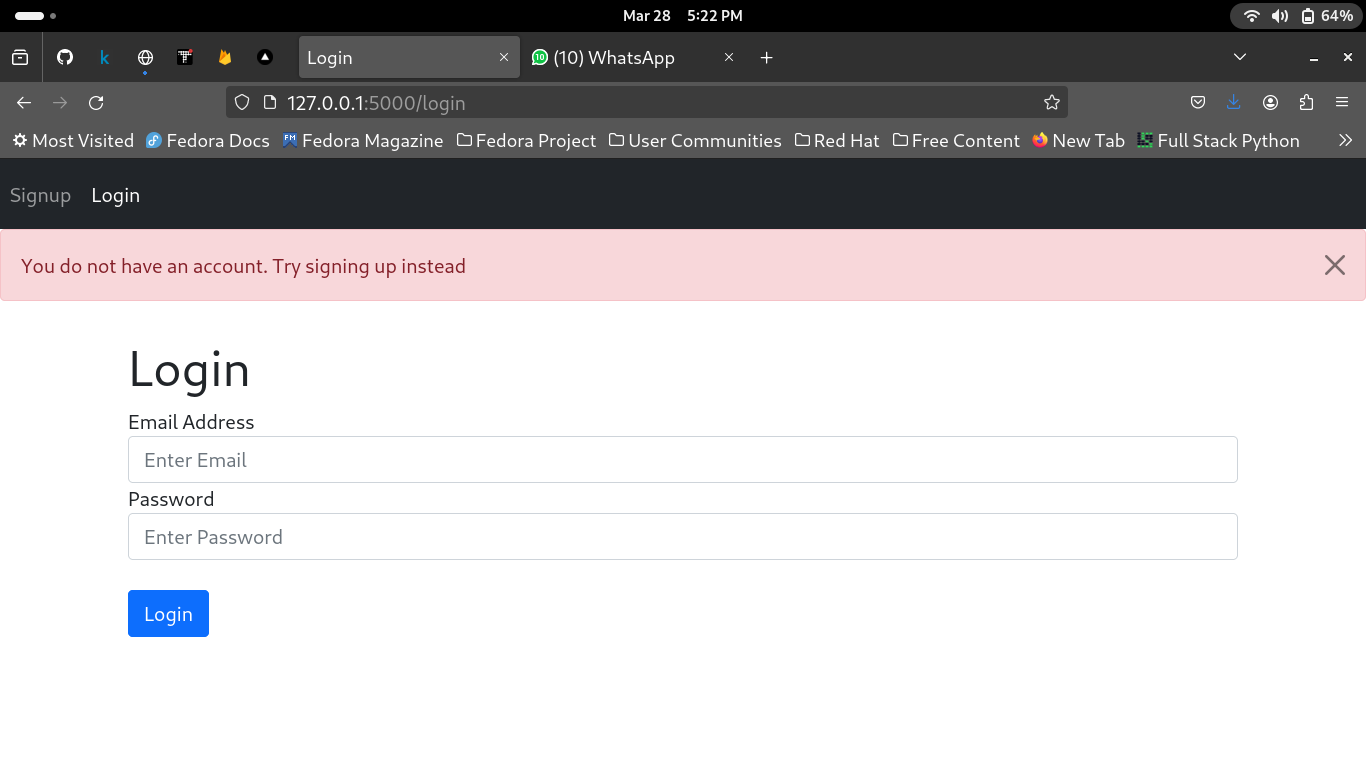 Mar 28 5:22 PM 64%
Login (10) WhatsApp
127.0.0.1:5000/login
Most Visited Fedora Docs Fedora Magazine Fedora Project User Communities Red Hat Free Content New Tab Full Stack Python
Signup Login
You do not have an account. Try signing up instead
Login
Email Address
Enter Email
Password
Enter Password
Login